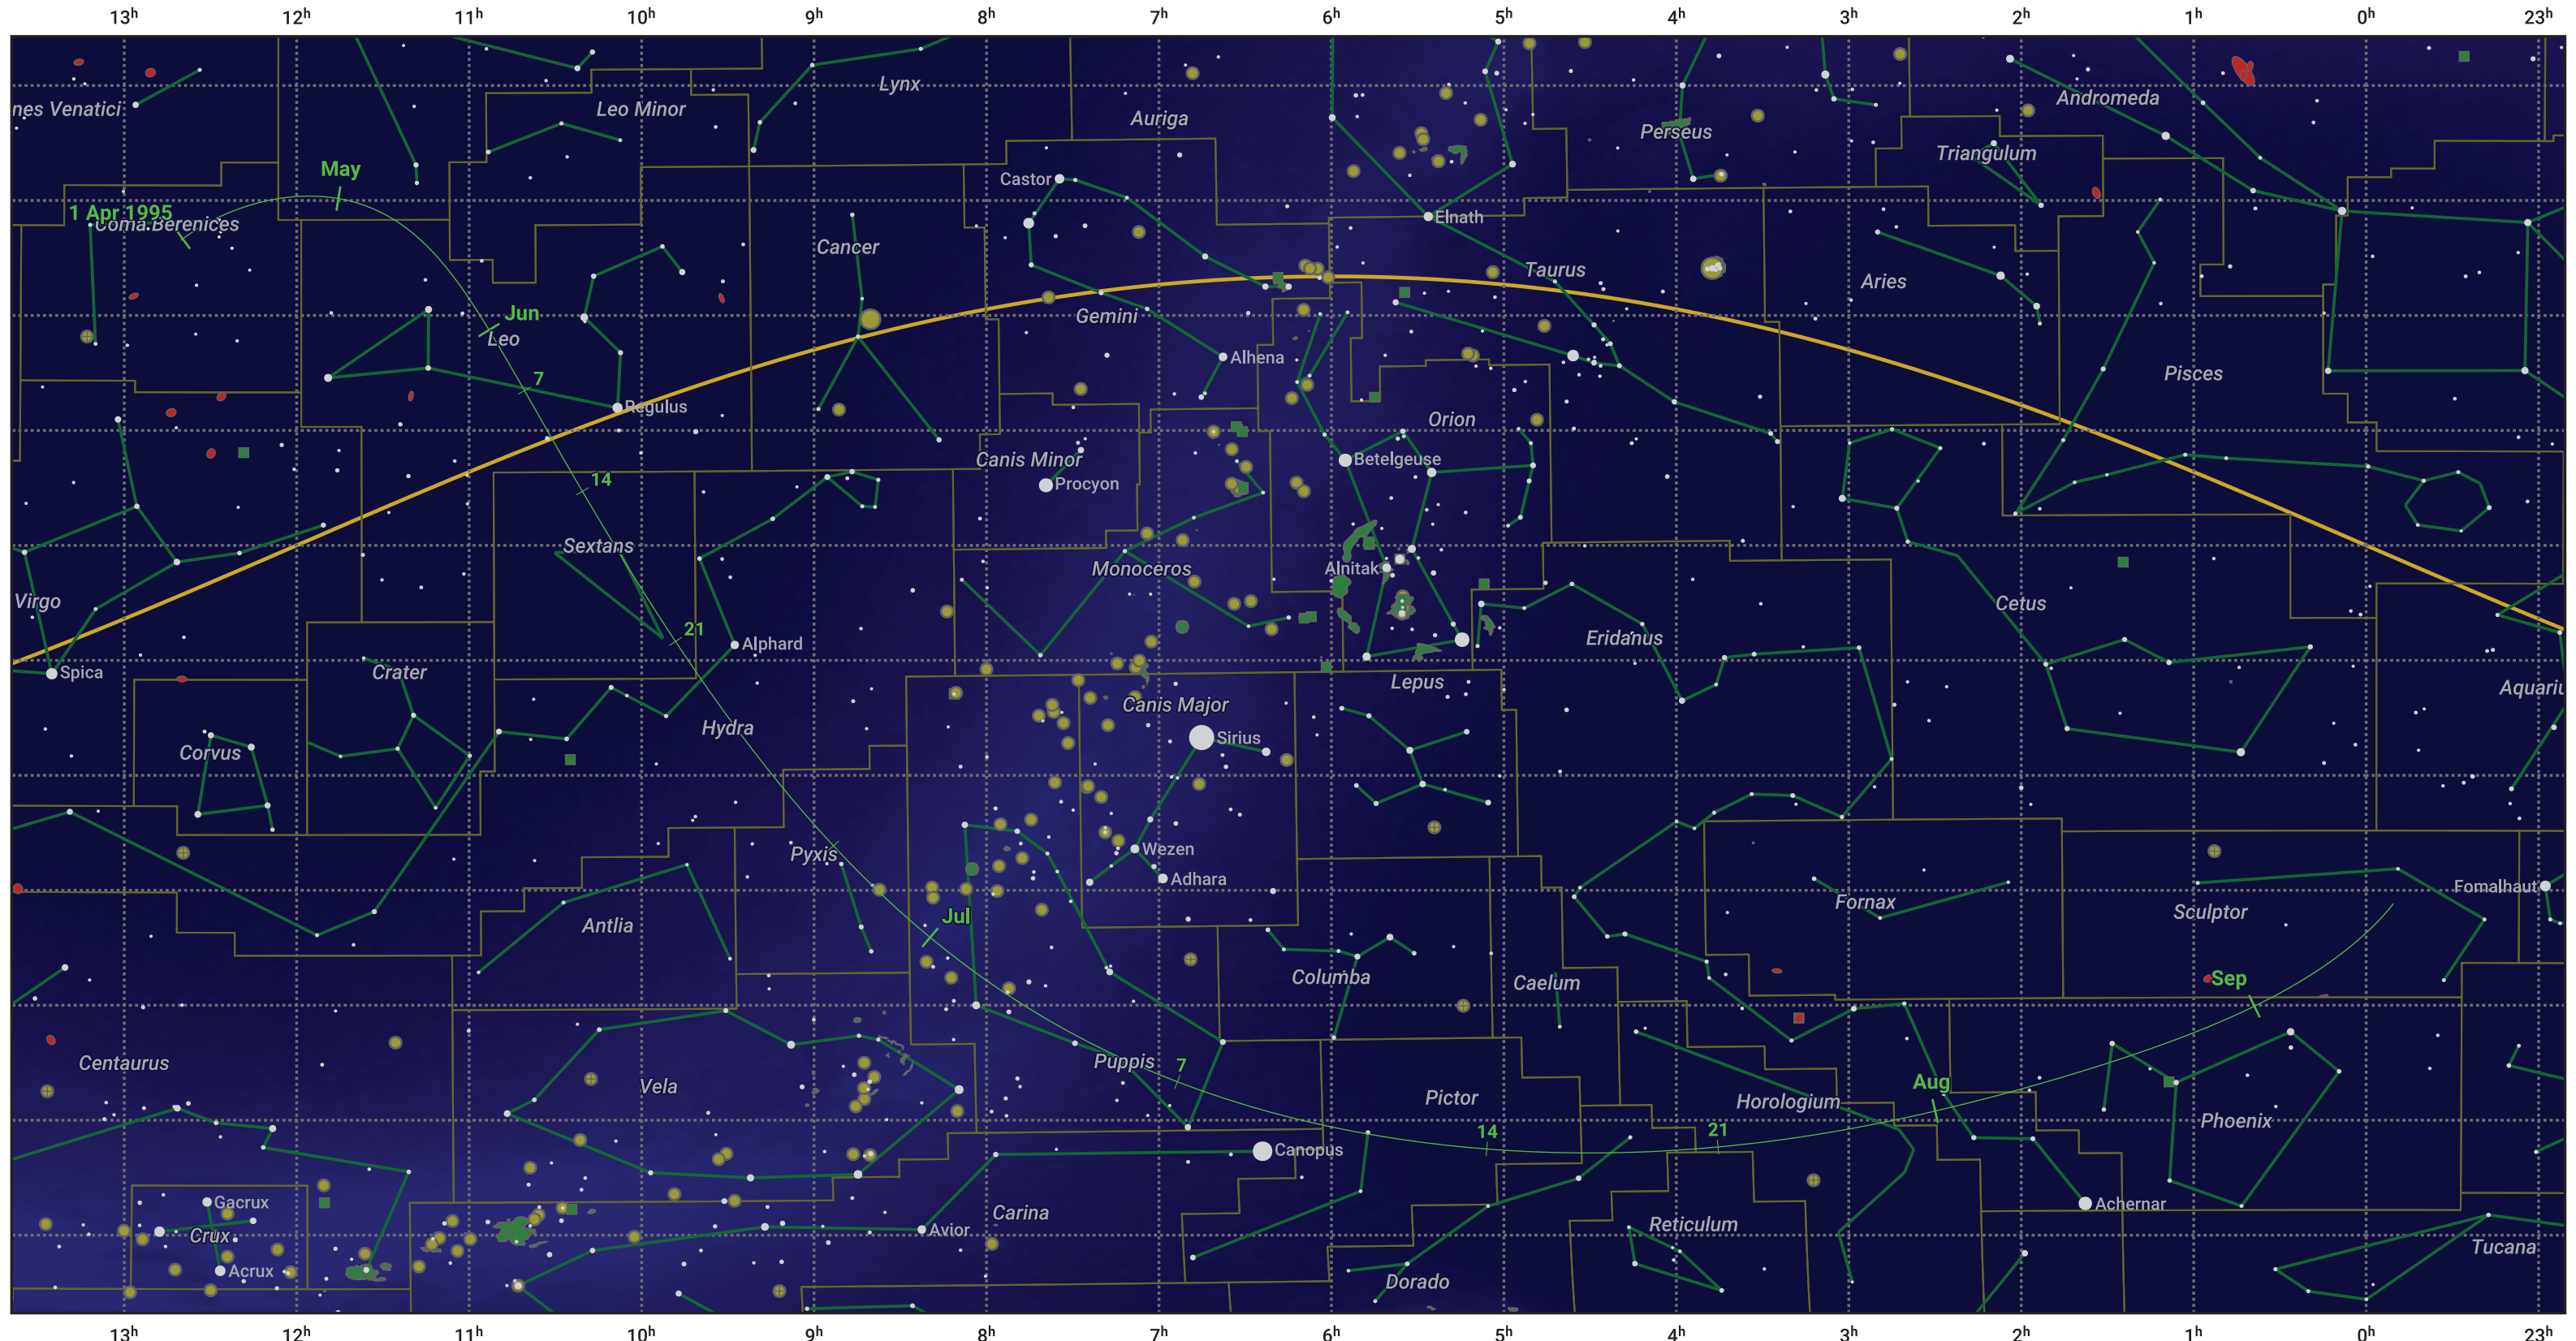 13h 12h 11h 10h 9h 8h 7h 6h 5h 4h 3h 2h 1h 0h 23h
Lynx
Andromeda
nes Venatici
Leo Minor
Auriga
Perseus
Triangulum
May
Castor
1 Apr 1995
Coma Berenices
Elnath
Cancer
Taurus
Aries
Jun
Leo
Gemini
Alhena
Pisces
7
Regulus
Orion
Canis Minor
Betelgeuse
14
Procyon
Sextans
Monoceros
Alnitak
Virgo
Cetus
21
Alphard
Eridanus
Spica
Crater
Lepus
Aquariu
Canis Major
Hydra
Sirius
Corvus
Pyxis
Wezen
Adhara
Fomalhaut
Jul
Antlia
Fornax
Sculptor
Columba
Caelum
Sep
Centaurus
Vela
Puppis
7
Pictor
Aug
Horologium
Phoenix
14
21
Canopus
Gacrux
Achernar
Carina
Crux
Avior
Reticulum
Acrux
Dorado
Tucana
13h 12h 11h 10h 9h 8h 7h 6h 5h 4h 3h 2h 1h 0h 23h